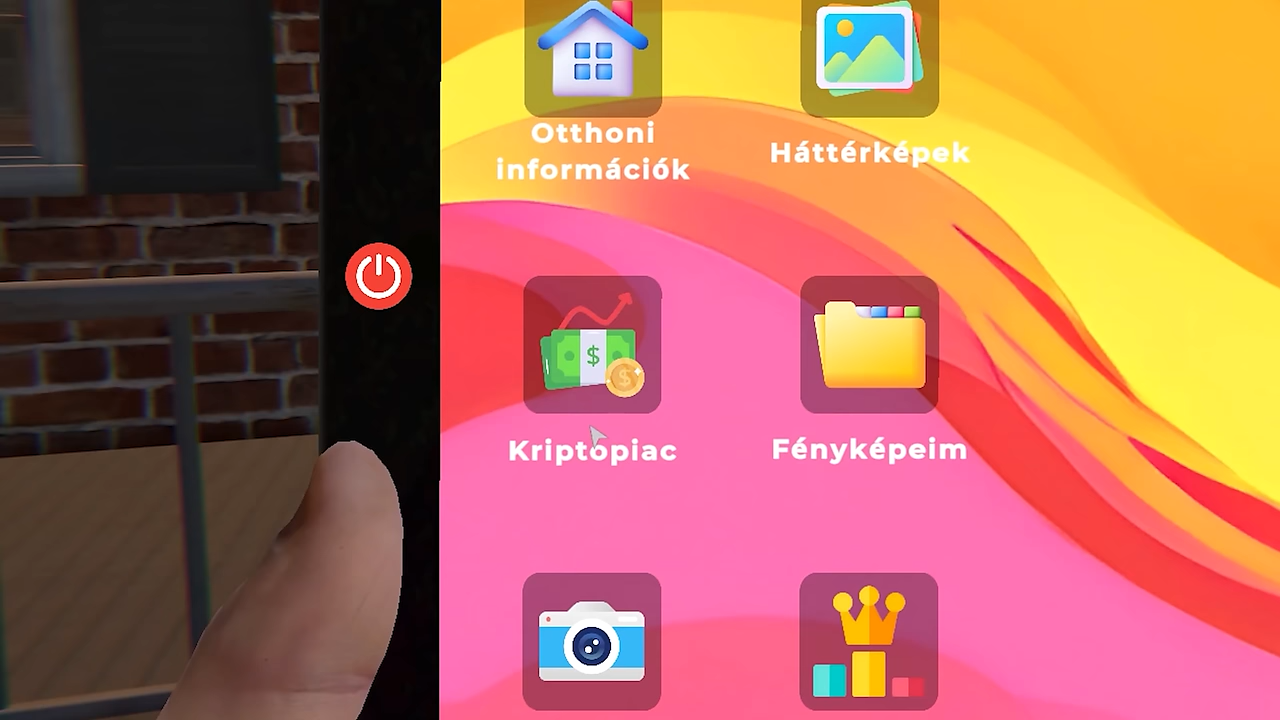 Otthoni
információk
Háttérképek
Kriptopiac
Fényképeim